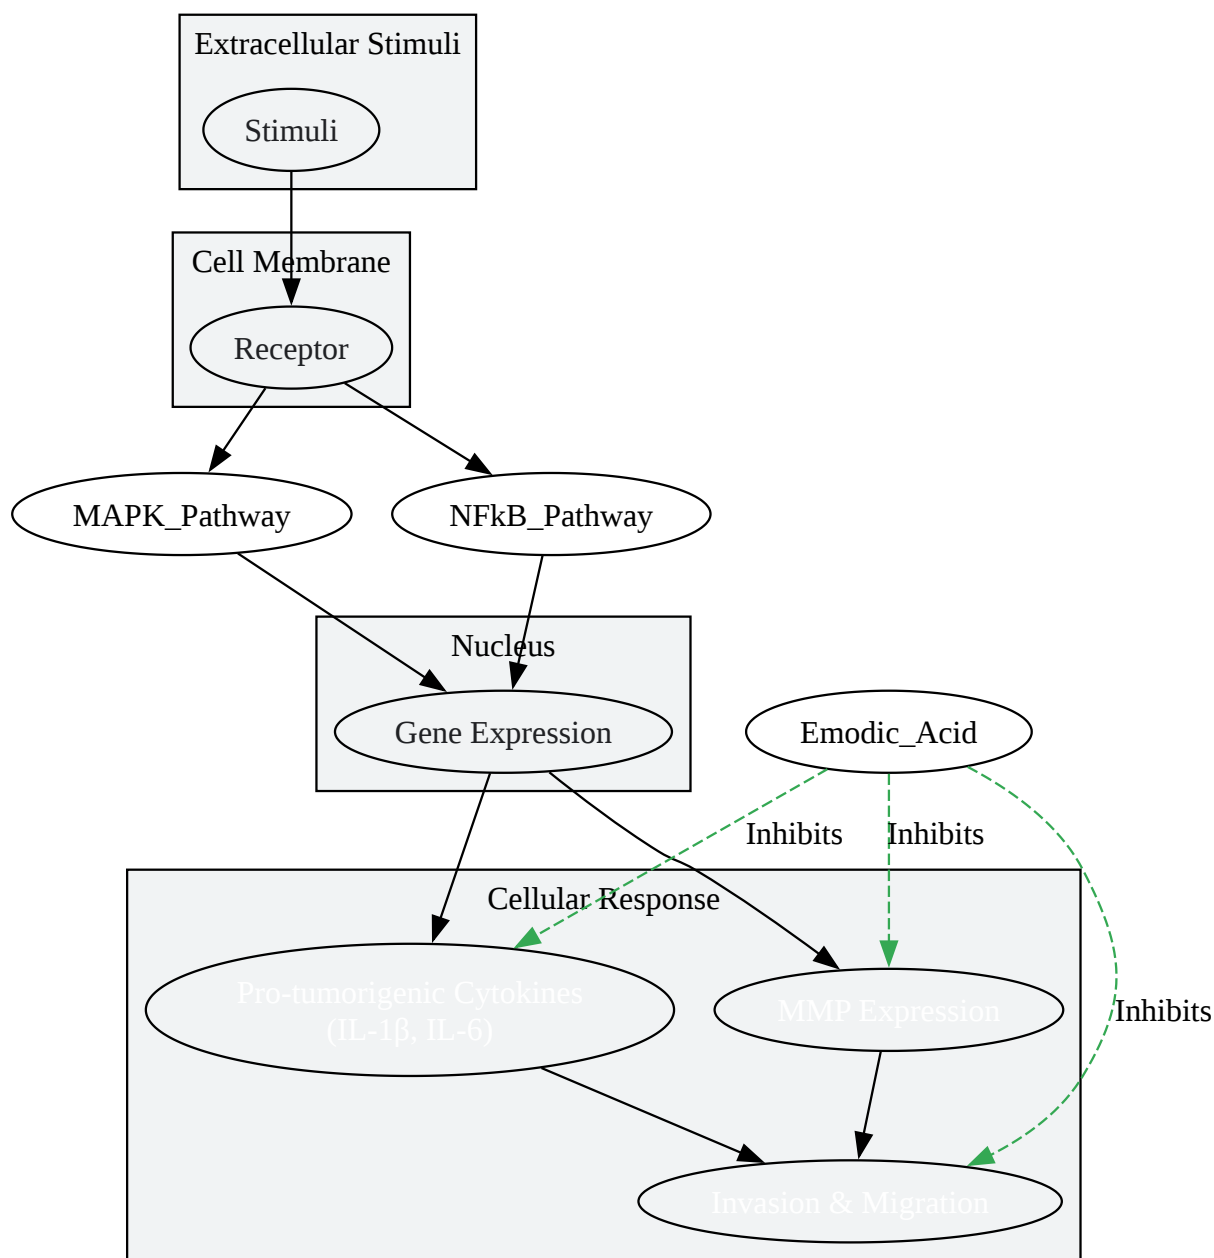 Extracellular Stimuli
Stimuli
Cell Membrane
Receptor
MAPK_Pathway
NFkB_Pathway
Nucleus
Gene Expression
Emodic_Acid
Inhibits
Inhibits
Cellular Response
Pro-tumorigenic Cytokines
(IL-1β, IL-6)
MMP Expression
Inhibits
Invasion & Migration